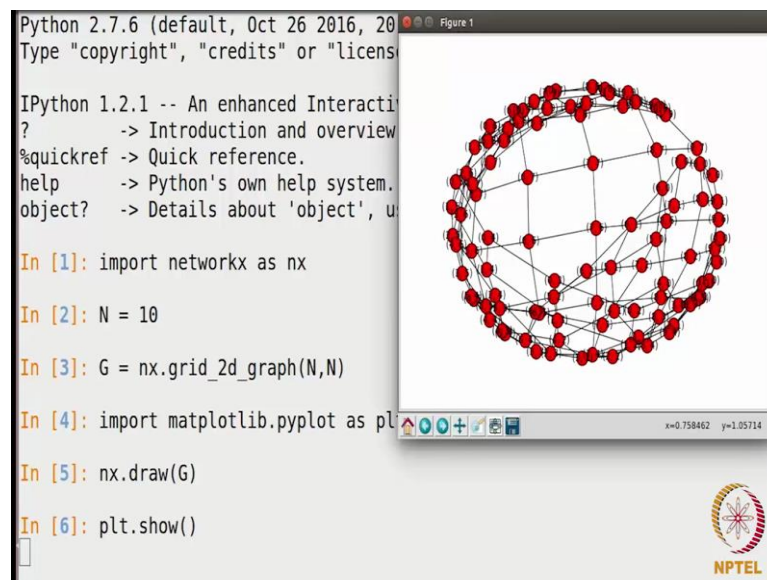 Python 2.7.6 (default, Oct 26 2016, 20
Type "copyright", "credits" or "licens
IPython 1.2.1 -- An enhanced Interacti
? -> Introduction and overview
%quickref -> Quick reference.
help -> Python's own help system.
object? -> Details about 'object', u
In [1]: import networkx as nx
In [2]: N = 10
In [3]: G = nx.grid_2d_graph(N,N)
In [4]: import matplotlib.pyplot as pl
In [5]: nx.draw(G)
In [6]: plt.show()
Figure 1
x=0.758462 y=1.05714
NPTEL